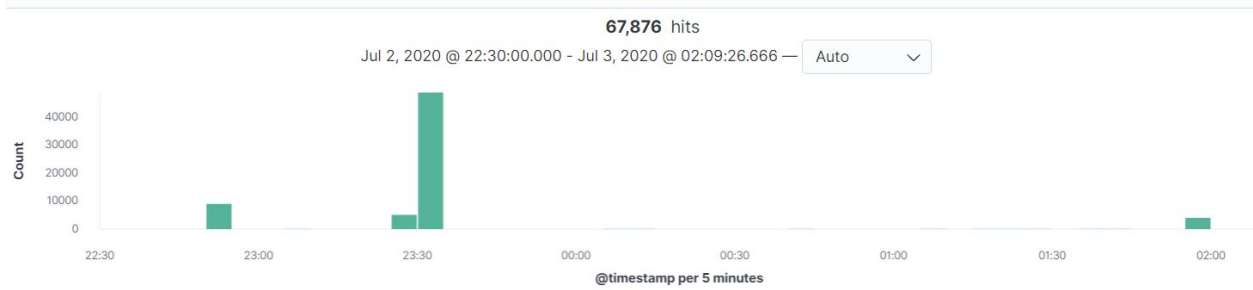 67,876 hits
Jul 2, 2020 @ 22:30:00.000 - Jul 3, 2020 @ 02:09:26.666 — Auto
Count
40000
30000
20000
10000
0
22:30 23:00 23:30 00:00 00:30 01:00 01:30 02:00
@timestamp per 5 minutes